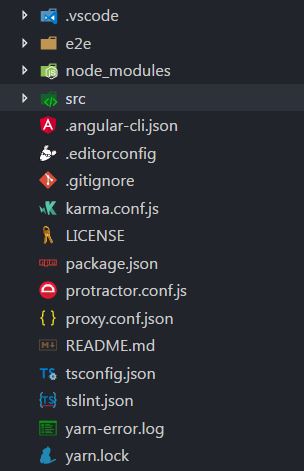 .vscode
e2e
node_modules
src
.angular-cli.json
.editorconfig
.gitignore
karma.conf.js
LICENSE
package.json
protractor.conf.js
proxy.conf.json
README.md
tsconfig.json
tslint.json
yarn-error.log
yarn.lock